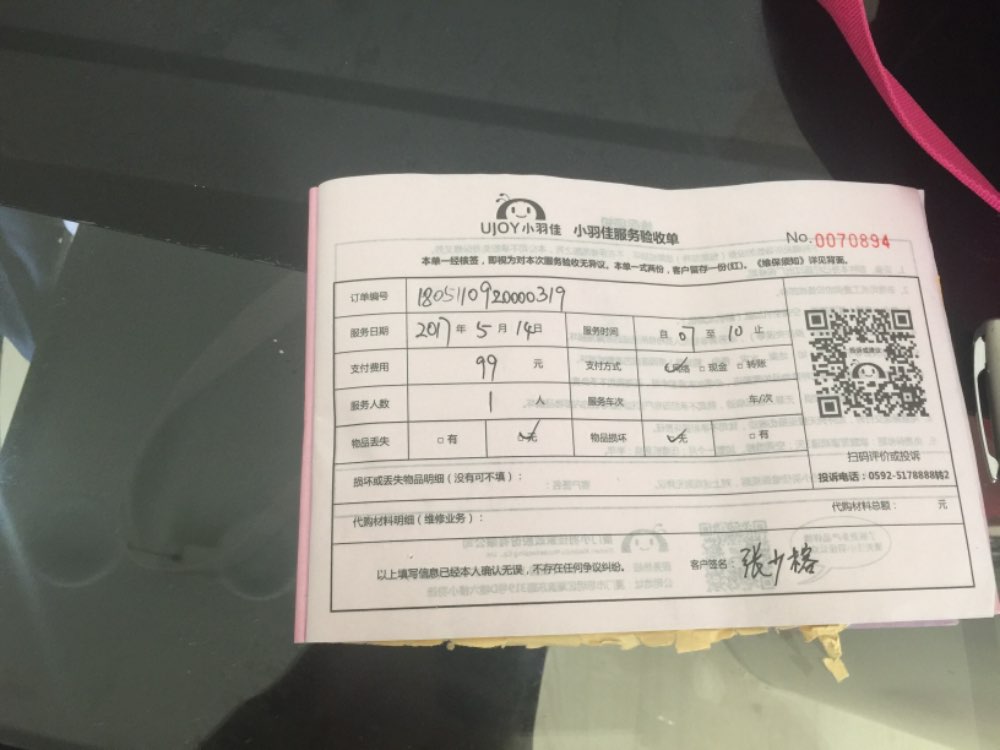 UJOY小羽佳 小羽佳服务验收单 No.0070894
本单一经核签，即视为对本次服务验收无异议。本单一式两份，客户留存一份(红)。《维保须知》详见背面。
订单编号 1805110920000319
服务日期 2017年5月14日 服务时间 自07至10止
支付费用 99 元 支付方式 网络 □现金 □转账
服务人数 1 人 服务车次 年/次
物品丢失 □有 ☑无 物品损坏 ☑无 □有
扫码评价或投诉
损坏或丢失物品明细（没有可不填）： 投诉电话：0592-5178888转2
代购材料明细（维修业务）： 代购材料总额： 元
以上填写信息已经本人确认无误，不存在任何争议纠纷。 客户签名：张少榕